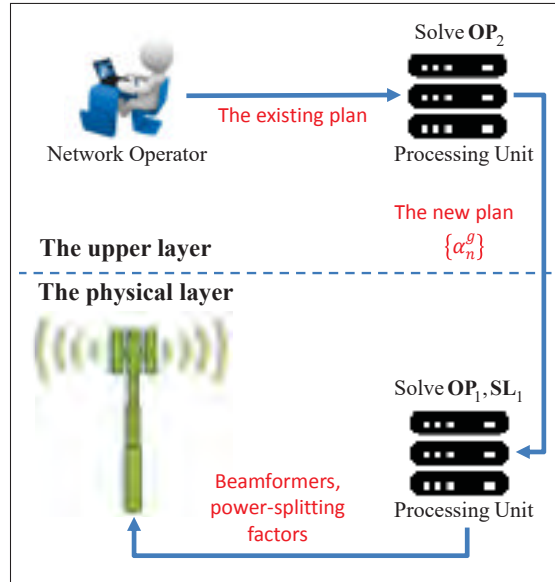 Solve OP₂
The existing plan
Network Operator
Processing Unit
The new plan
{αₙᵍ}
The upper layer
The physical layer
Solve OP₁, SL₁
Beamformers,
power-splitting
factors
Processing Unit